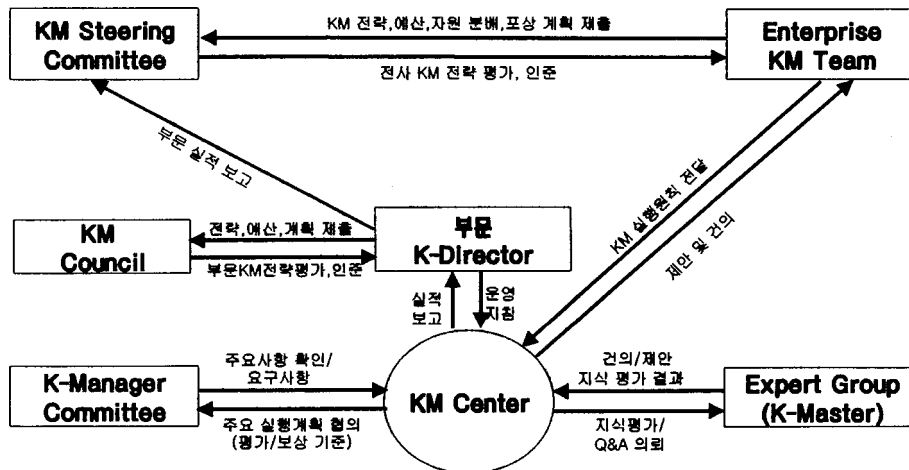 KM 전략,예산,자원 분배,포상 계획 제출
KM Steering
Committee
Enterprise
KM Team
전사 KM 전략 평가, 인준
부문 실적 보고
KM 실행원칙 전달
제안 및 건의
KM
Council
전략,예산,계획 제출
부문KM전략평가,인준
부문
K-Director
실적
보고
운영
지침
K-Manager
Committee
주요사항 확인/
요구사항
주요 실행계획 협의
(평가/보상 기준)
KM Center
건의/제안
지식 평가 결과
지식평가/
Q&A 의뢰
Expert Group
(K-Master)